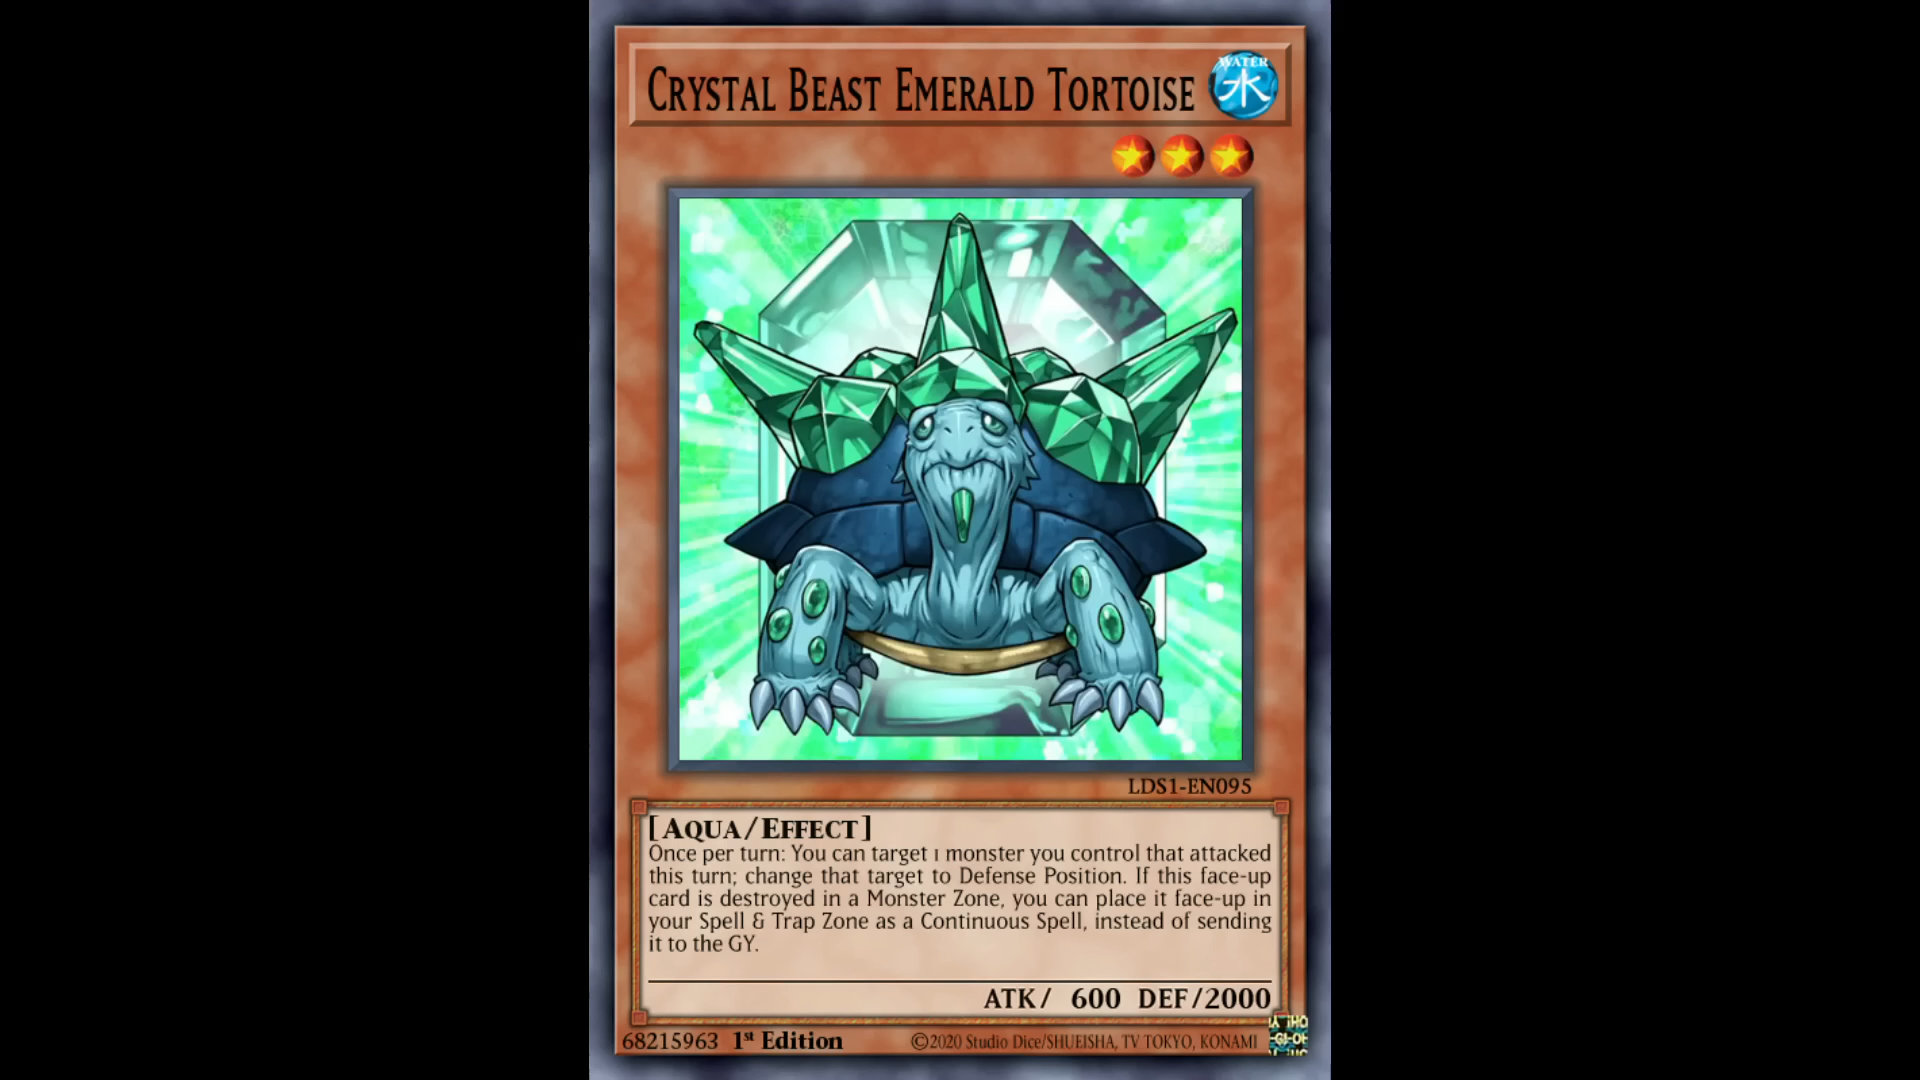 CRYSTAL BEAST EMERALD TORTOISE
WATER
水
LDS1-EN095
[AQUA/EFFECT]
Once per turn: You can target 1 monster you control that attacked
this turn; change that target to Defense Position. If this face-up
card is destroyed in a Monster Zone, you can place it face-up in
your Spell & Trap Zone as a Continuous Spell, instead of sending
it to the GY.
ATK/ 600 DEF/2000
68215963 1st Edition ©2020 Studio Dice/SHUEISHA, TV TOKYO, KONAMI